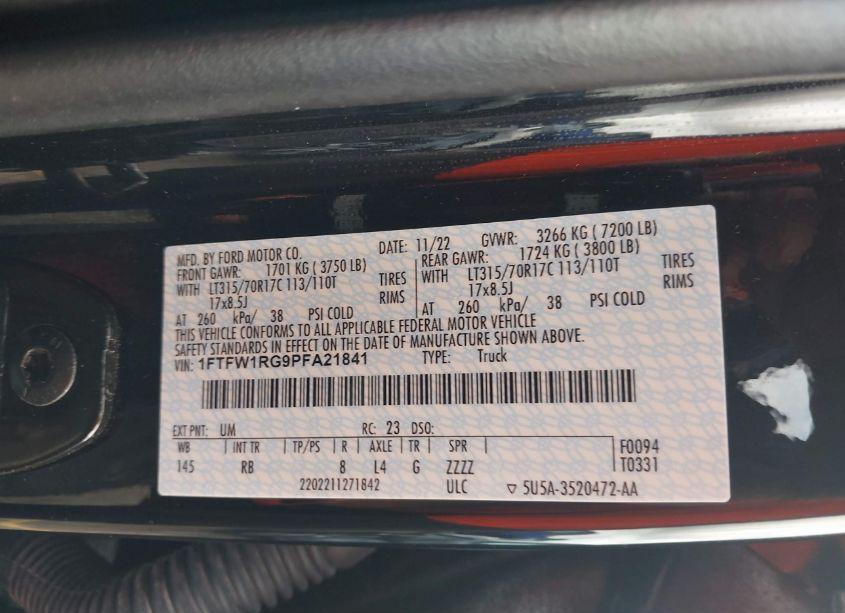 MFD. BY FORD MOTOR CO. DATE: 11/22 GVWR: 3266 KG ( 7200 LB)
FRONT GAWR: 1701 KG ( 3750 LB) REAR GAWR: 1724 KG ( 3800 LB)
WITH LT315/70R17C 113/110T TIRES WITH LT315/70R17C 113/110T TIRES
17x8.5J RIMS 17x8.5J RIMS
AT 260 kPa/ 38 PSI COLD AT 260 kPa/ 38 PSI COLD
THIS VEHICLE CONFORMS TO ALL APPLICABLE FEDERAL MOTOR VEHICLE
SAFETY STANDARDS IN EFFECT ON THE DATE OF MANUFACTURE SHOWN ABOVE.
VIN: 1FTFW1RG9PFA21841 TYPE: Truck
EXT PNT: UM RC: 23 DSO:
WB INT TR TP/PS R AXLE TR SPR F0094
145 RB 8 L4 G ZZZZ T0331
2202211271842 ULC ▽ 5U5A-3520472-AA